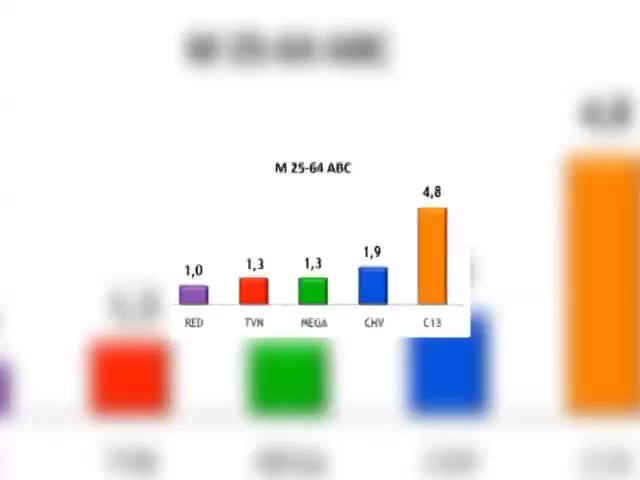 M 25-64 ABC
4,8
1,9
1,3 1,3
1,0
RED TVN MEGA CHV C13